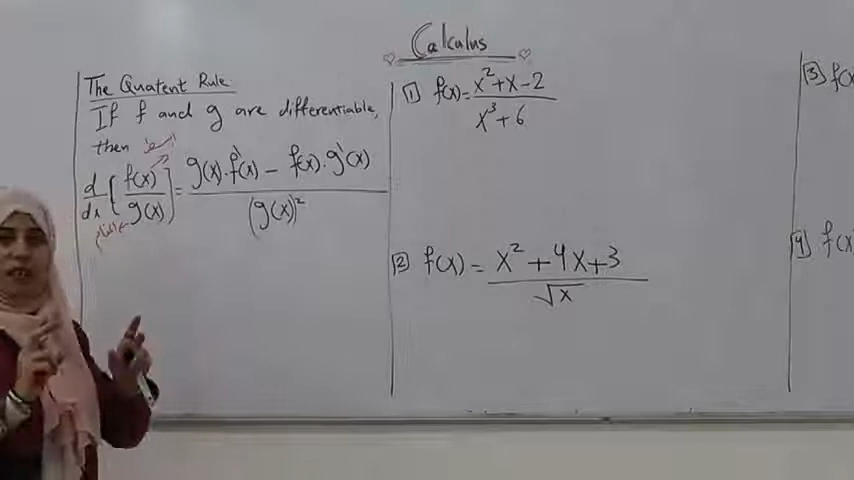 Calculus
The Quatent Rule
If f and g are differentiable,
then
d/dx [f(x)/g(x)] = g(x).f'(x) - f(x).g'(x) / (g(x))²
1 f(x)= x²+x-2 / x³+6
2 f(x) = x²+4x+3 / √x
3 f(x
4 f(x